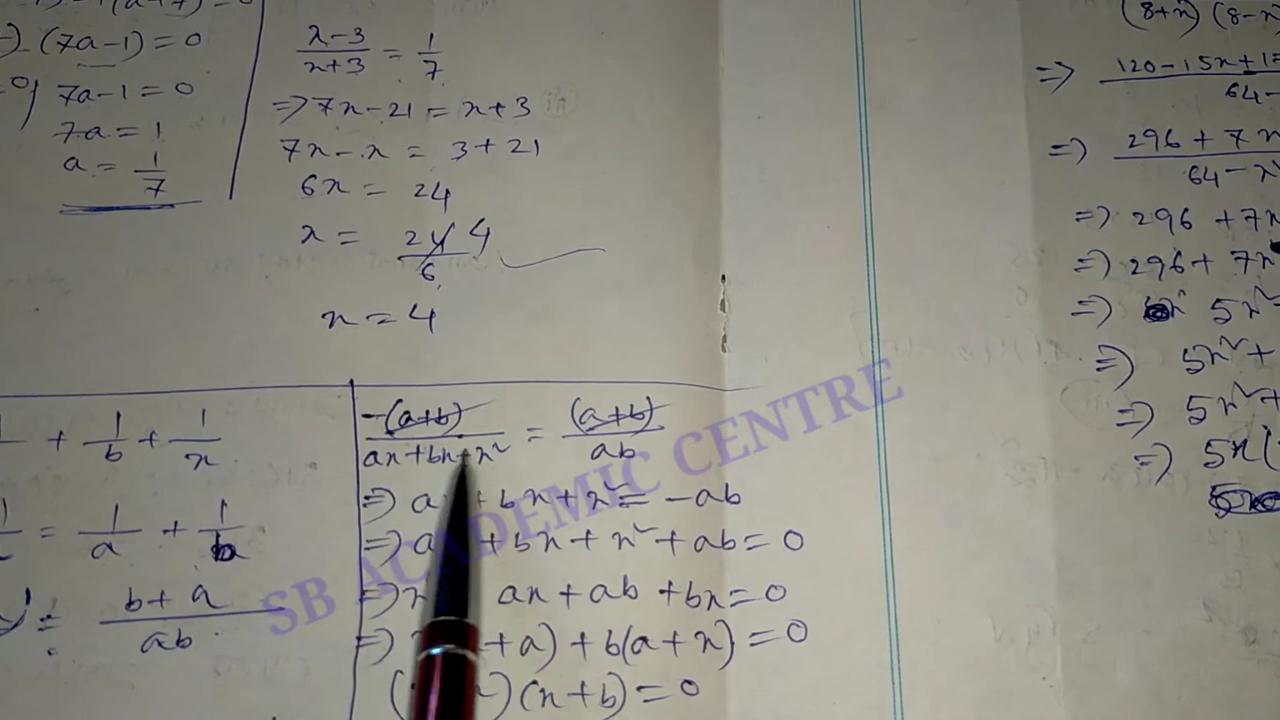 =) (7a-1)=0
7a-1=0
7a=1
a= 1/7
x-3/x+3 = 1/7
=) 7x-21 = x+3
7x-x = 3+21
6x = 24
x = 24/6 4
x = 4
+ 1/b + 1/x
= 1/a + 1/b
= b+a/ab
-(a+b)/ax+bx+x² = (a+b)/ab
=) a +bx+x²= -ab
=) a +bx+x²+ab=0
=) ax+ab+bx=0
=) +a)+b(a+x)=0
( )(x+b)=0
(8+x) (8-x
=) 120-15x+1
64-
=) 296+7x
64-x²
=) 296 +7x
=) 296+ 7x
=) 5x²-
=) 5x²+
=) 5x²+
=) 5x(
SB ACADEMIC CENTRE